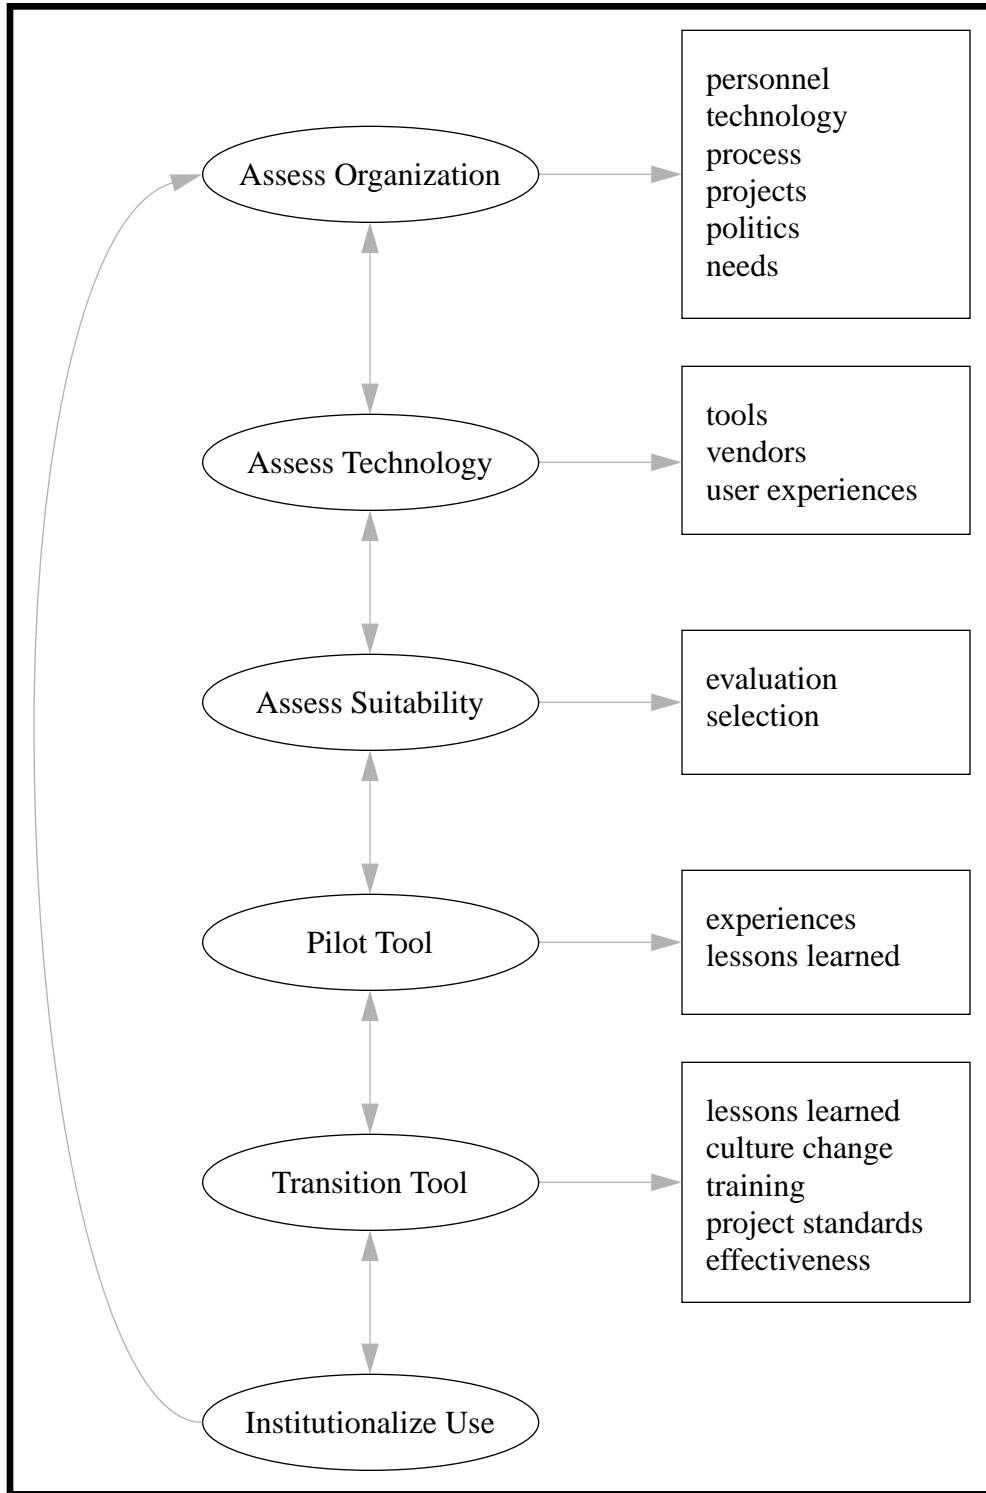 Assess Organization
personnel
technology
process
projects
politics
needs
Assess Technology
tools
vendors
user experiences
Assess Suitability
evaluation
selection
Pilot Tool
experiences
lessons learned
Transition Tool
lessons learned
culture change
training
project standards
effectiveness
Institutionalize Use